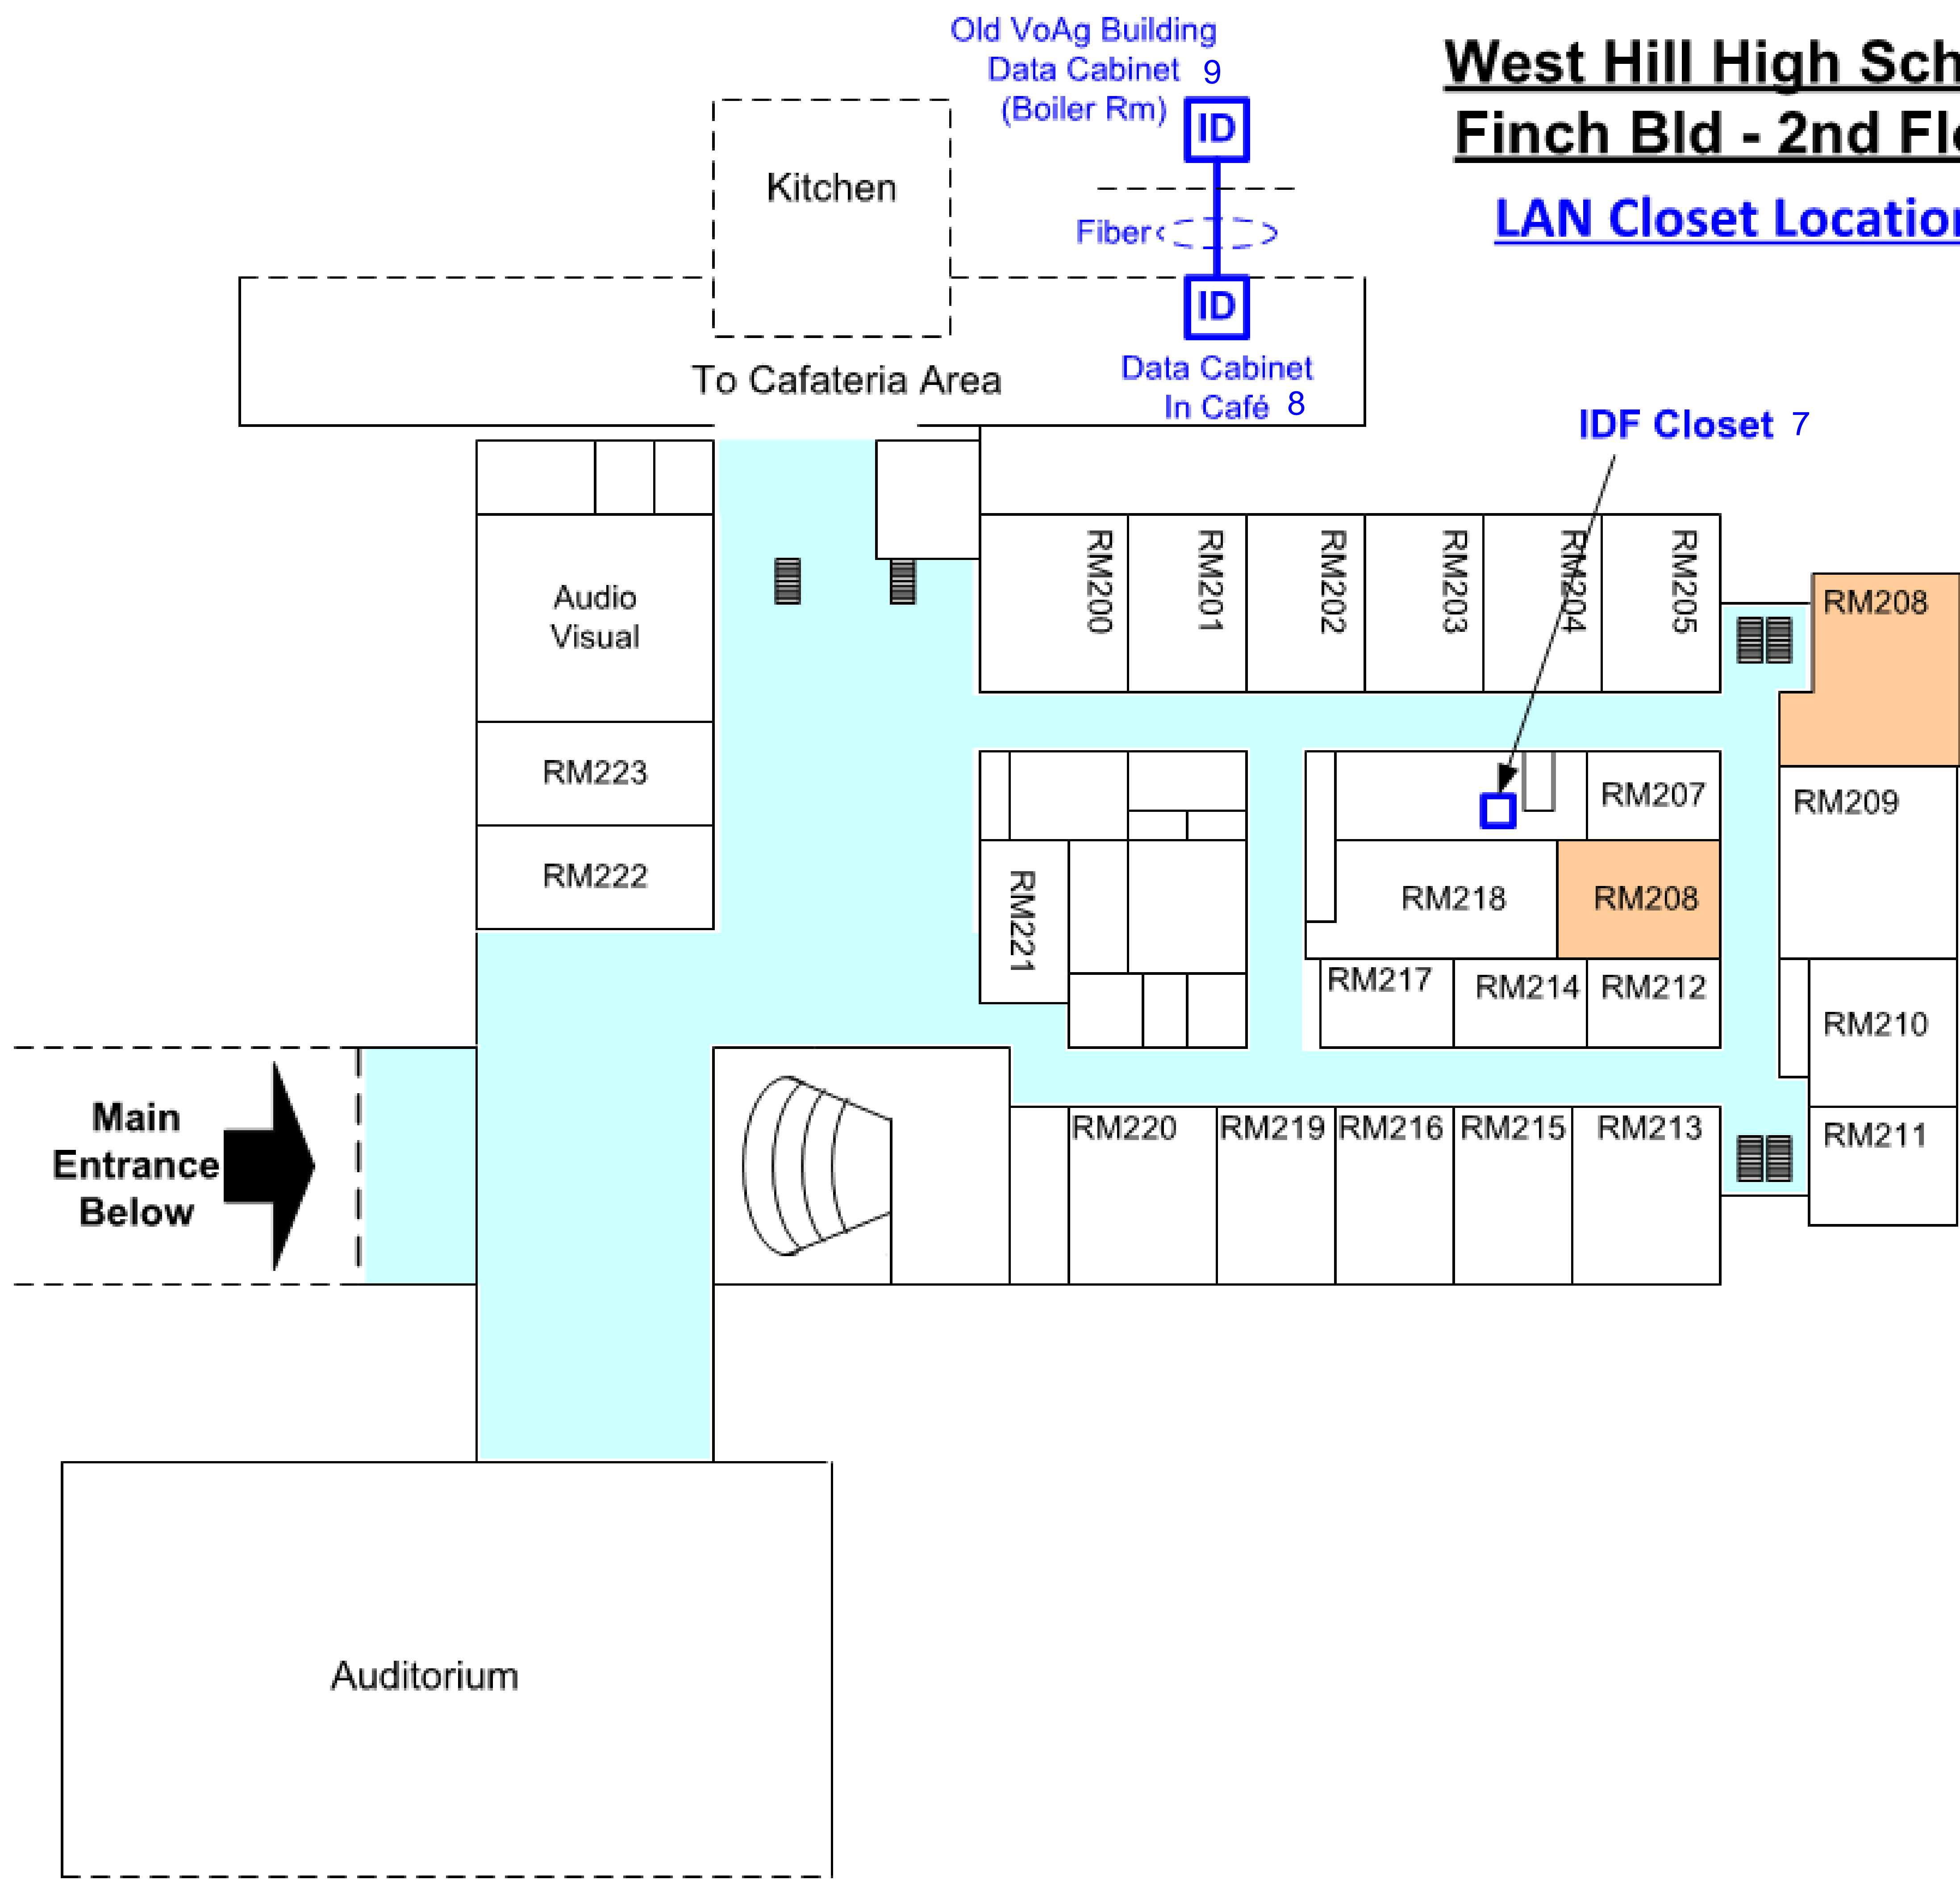 Old VoAg Building
Data Cabinet 9
(Boiler Rm)
ID
West Hill High Sch
Finch Bld - 2nd Flo
LAN Closet Location
Kitchen
Fiber
ID
To Cafateria Area
Data Cabinet
In Café 8
IDF Closet 7
RM200
RM201
RM202
RM203
RM204
RM205
Audio
Visual
RM208
RM223
RM207
RM209
RM222
RM221
RM218
RM208
RM217
RM214
RM212
RM210
Main
Entrance
Below
RM220
RM219
RM216
RM215
RM213
RM211
Auditorium